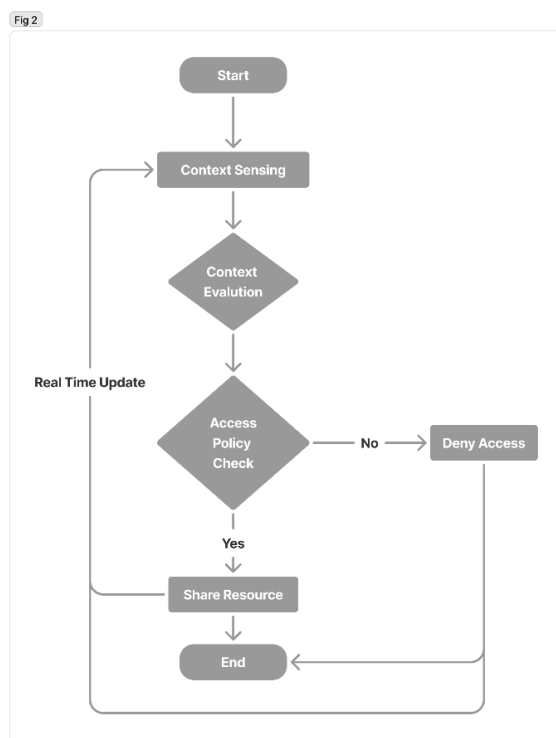 Fig 2
Start
Context Sensing
Context
Evalution
Real Time Update
Access
Policy
Check
No
Deny Access
Yes
Share Resource
End